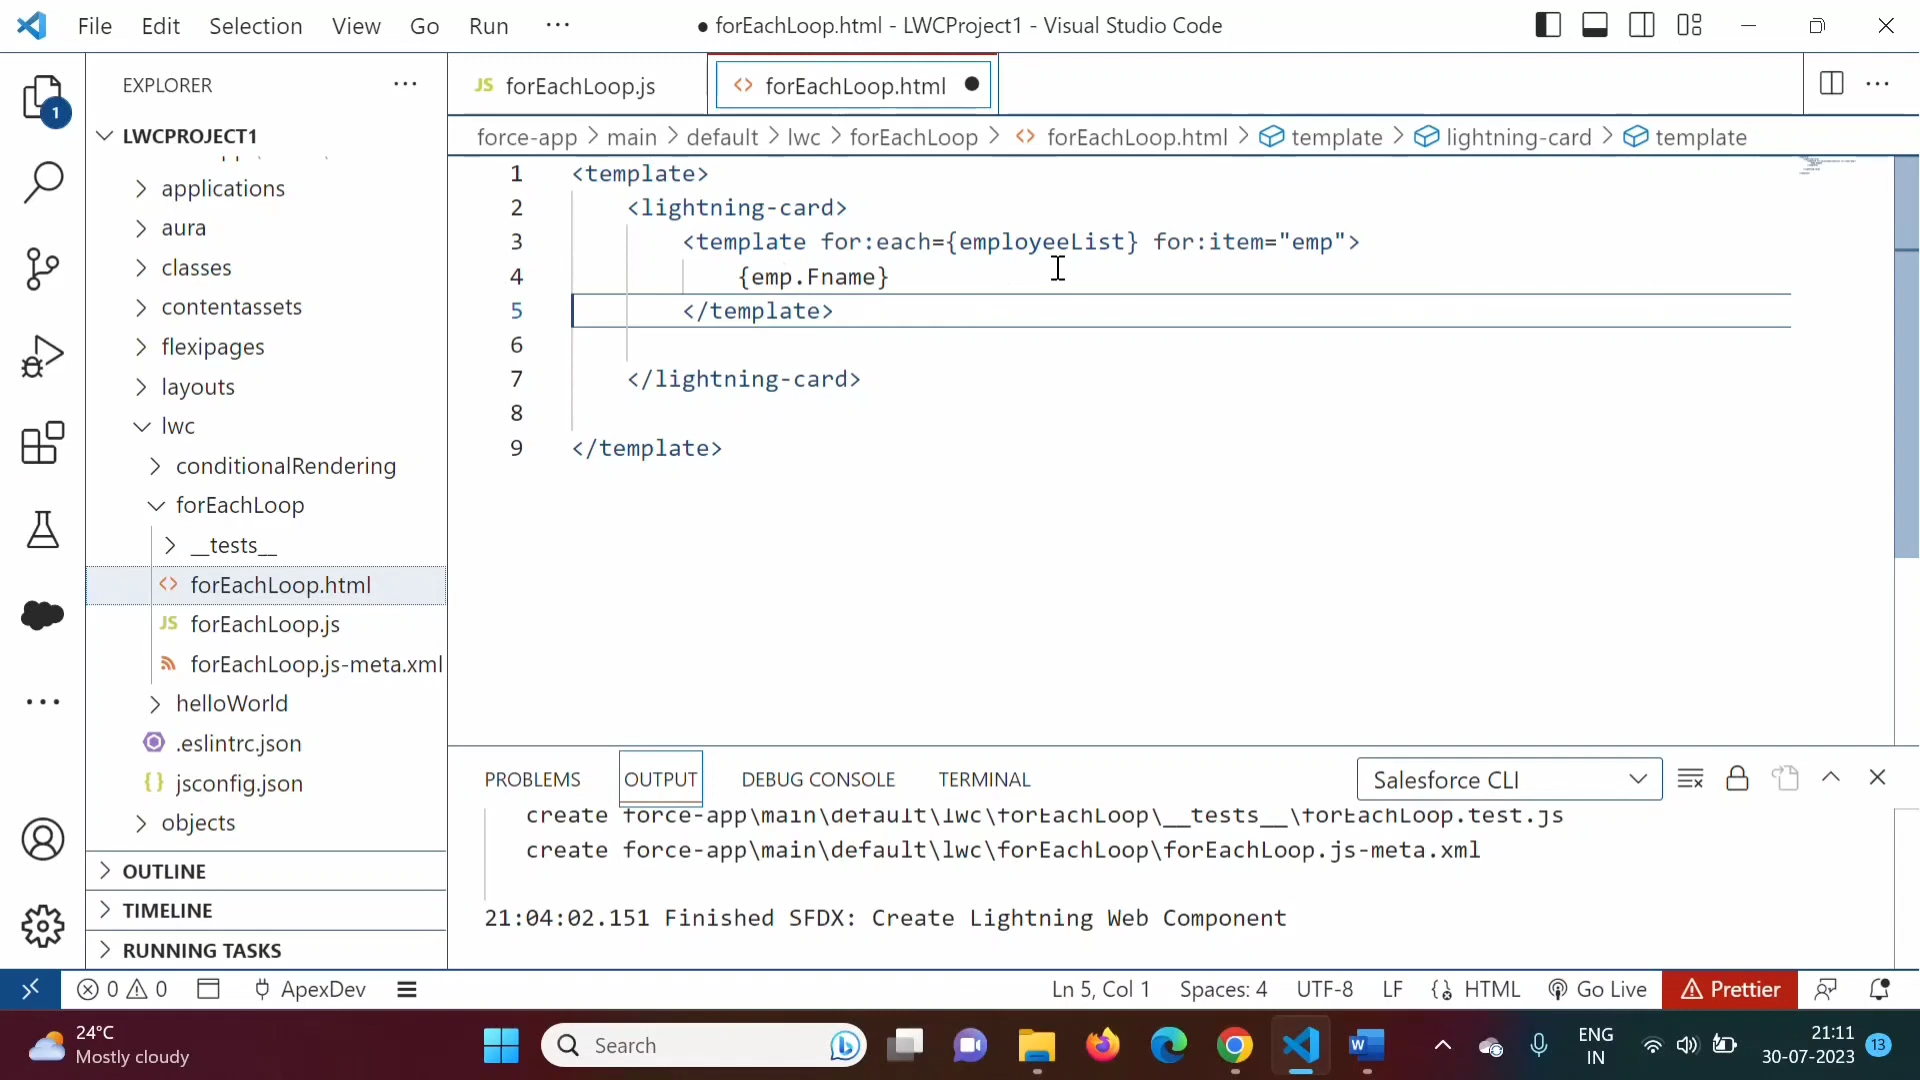 File Edit Selection View Go Run ··· ● forEachLoop.html - LWCProject1 - Visual Studio Code
EXPLORER ···
JS forEachLoop.js <> forEachLoop.html ●
LWCPROJECT1
force-app > main > default > lwc > forEachLoop > <> forEachLoop.html > template > lightning-card > template
1
applications
aura
classes
contentassets
flexipages
layouts
lwc
conditionalRendering
forEachLoop
__tests__
<> forEachLoop.html
JS forEachLoop.js
forEachLoop.js-meta.xml
helloWorld
.eslintrc.json
{} jsconfig.json
objects
OUTLINE
TIMELINE
RUNNING TASKS
1 <template>
2 <lightning-card>
3 <template for:each={employeeList} for:item="emp">
4 {emp.Fname}
5 </template>
6
7 </lightning-card>
8
9 </template>
PROBLEMS OUTPUT DEBUG CONSOLE TERMINAL Salesforce CLI
create force-app\main\default\lwc\forEachLoop\__tests__\forEachLoop.test.js
create force-app\main\default\lwc\forEachLoop\forEachLoop.js-meta.xml
21:04:02.151 Finished SFDX: Create Lightning Web Component
0 0 ApexDev Ln 5, Col 1 Spaces: 4 UTF-8 LF HTML Go Live Prettier
24°C
Mostly cloudy
Search
ENG
IN
21:11
30-07-2023
13